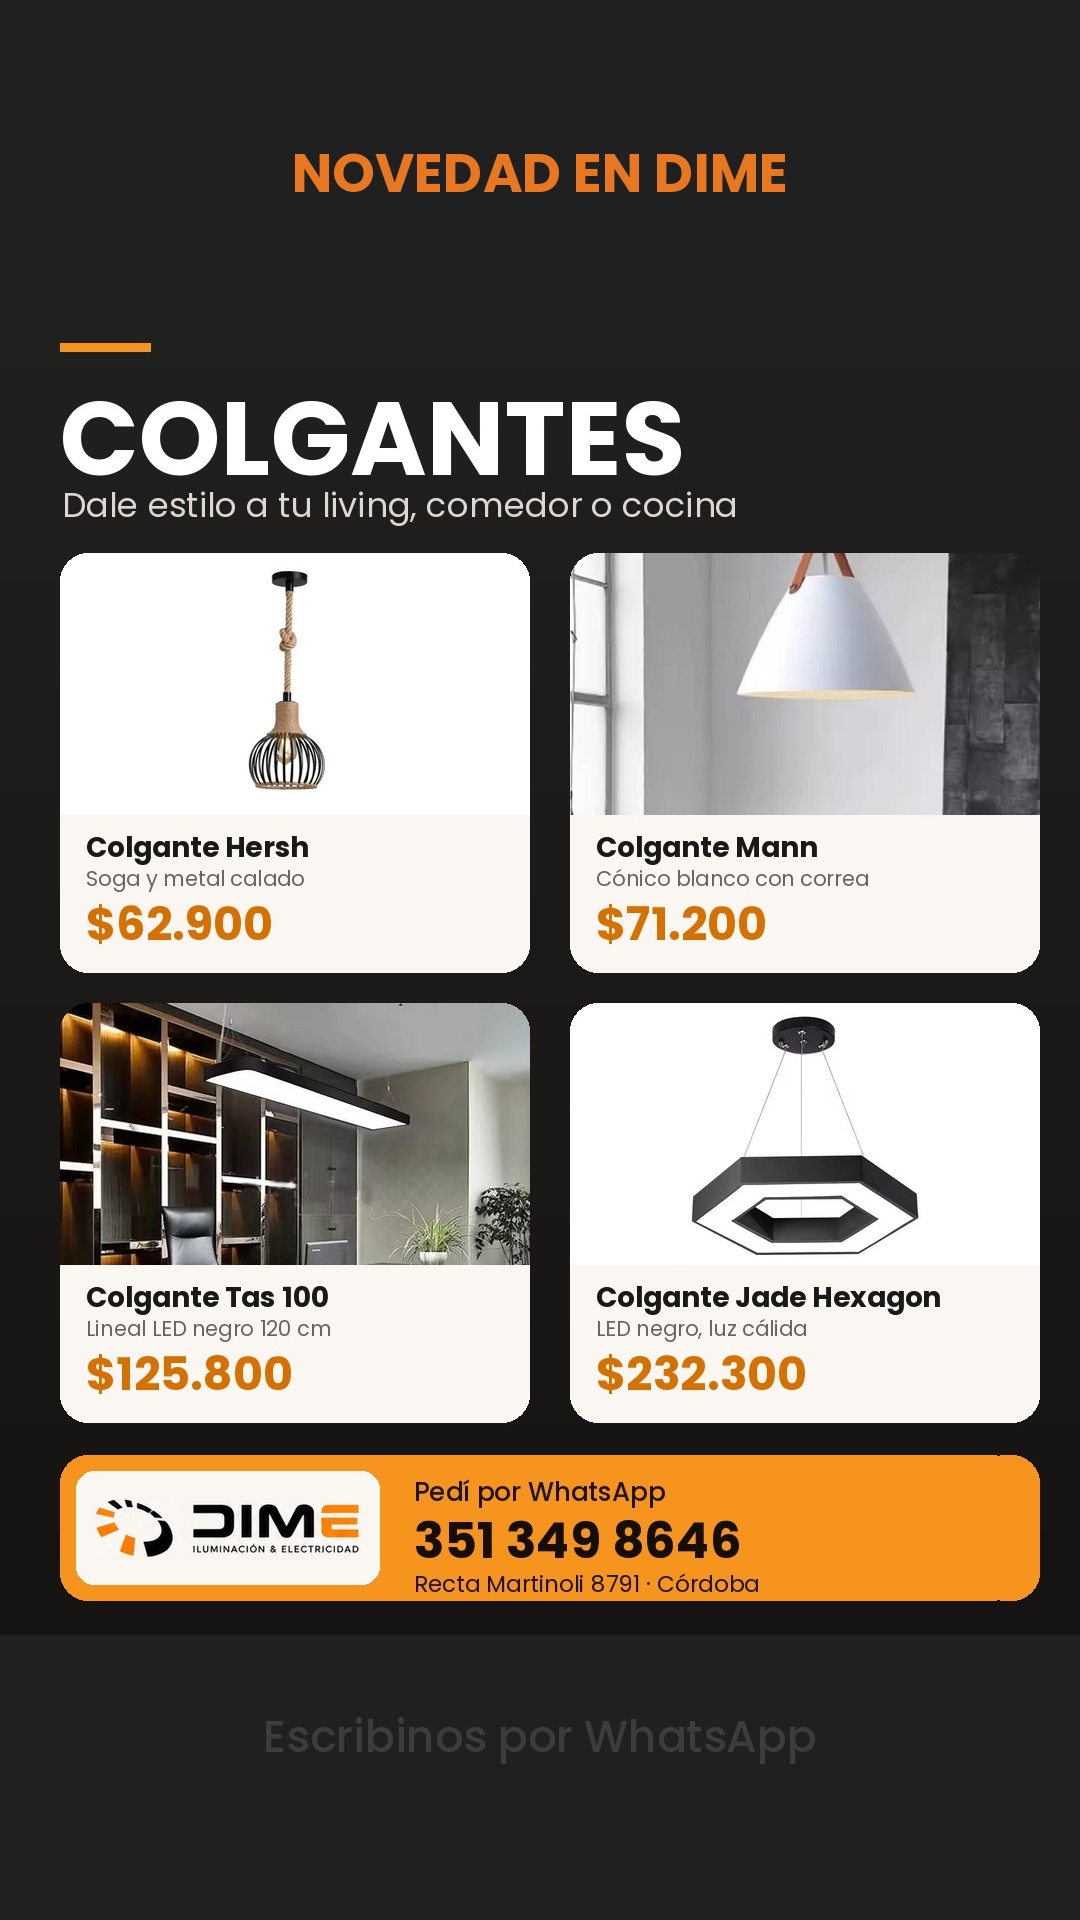 NOVEDAD EN DIME
COLGANTES
Dale estilo a tu living, comedor o cocina
Colgante Hersh
Soga y metal calado
$62.900
Colgante Mann
Cónico blanco con correa
$71.200
Colgante Tas 100
Lineal LED negro 120 cm
$125.800
Colgante Jade Hexagon
LED negro, luz cálida
$232.300
DIME
ILUMINACIÓN & ELECTRICIDAD
Pedí por WhatsApp
351 349 8646
Recta Martinoli 8791 · Córdoba
Escribinos por WhatsApp